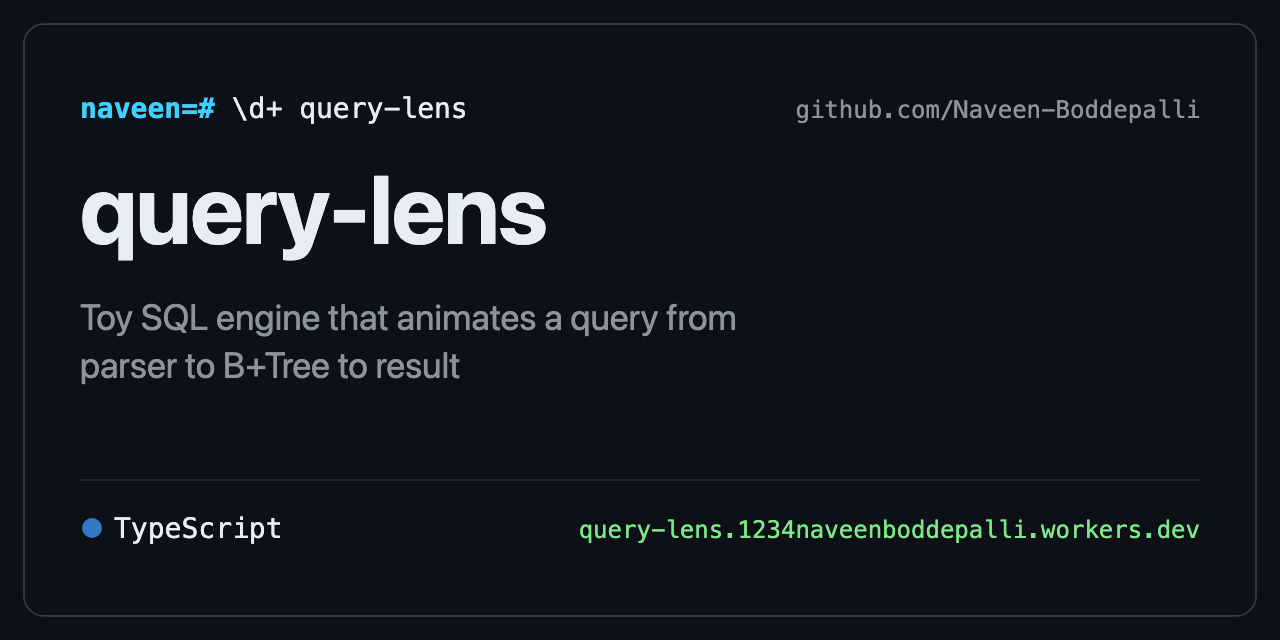 naveen=# \d+ query-lens
github.com/Naveen-Boddepalli
query-lens
Toy SQL engine that animates a query from
parser to B+Tree to result
TypeScript
query-lens.1234naveenboddepalli.workers.dev